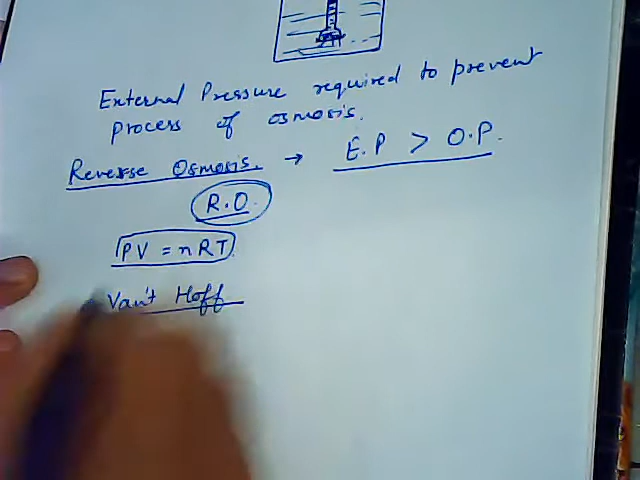 External Pressure required to prevent
process of osmosis.
Reverse Osmosis. → E.P > O.P.
R.O.
PV = nRT
Van't Hoff